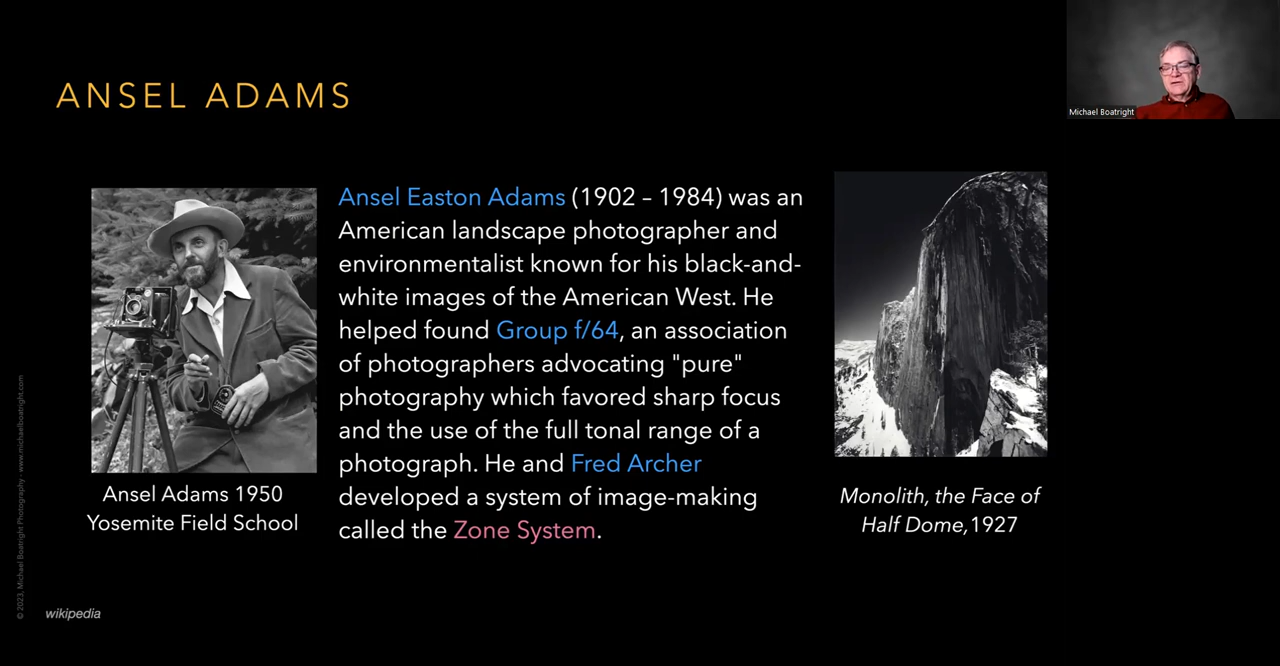 ANSEL ADAMS
Michael Boatright
Ansel Easton Adams (1902 – 1984) was an
American landscape photographer and
environmentalist known for his black-and-
white images of the American West. He
helped found Group f/64, an association
of photographers advocating "pure"
photography which favored sharp focus
and the use of the full tonal range of a
photograph. He and Fred Archer
developed a system of image-making
called the Zone System.
Ansel Adams 1950
Yosemite Field School
Monolith, the Face of
Half Dome,1927
© 2023, Michael Boatright Photography - www.michaelboatright.com
wikipedia